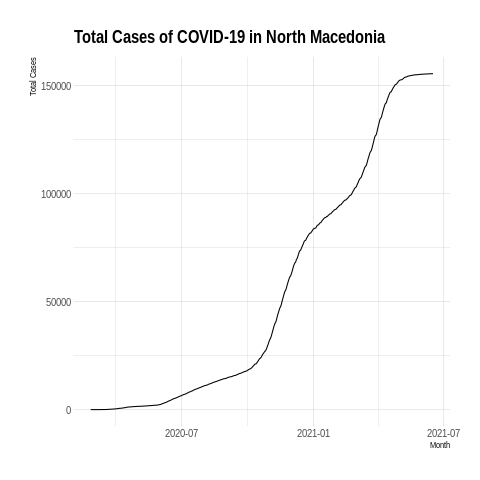 Total Cases of COVID-19 in North Macedonia
Total Cases
150000
100000
50000
0
2020-07
2021-01
2021-07
Month